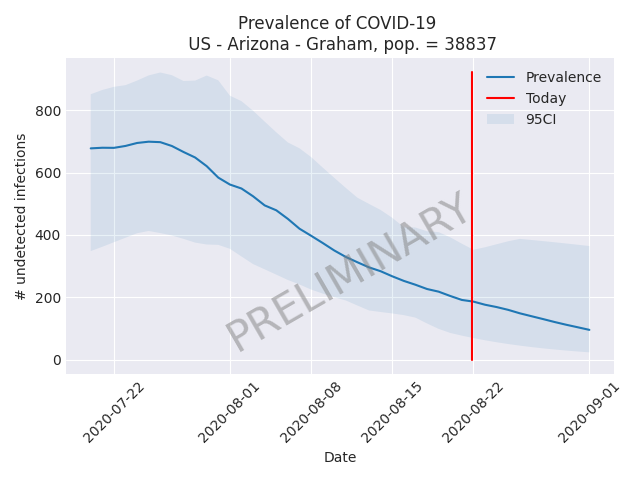 Prevalence of COVID-19
US - Arizona - Graham, pop. = 38837
Prevalence
Today
95CI
800
600
400
200
0
# undetected infections
PRELIMINARY
2020-07-22
2020-08-01
2020-08-08
2020-08-15
2020-08-22
2020-09-01
Date